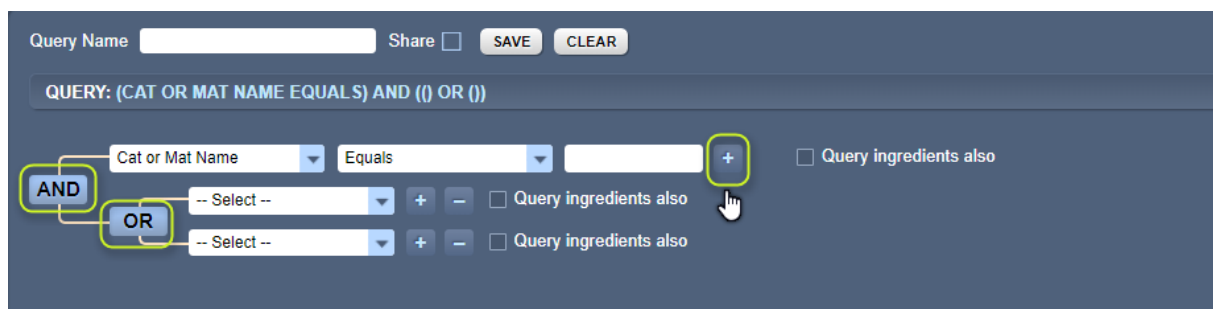 Query Name Share SAVE CLEAR
QUERY: (CAT OR MAT NAME EQUALS) AND (() OR ())
Cat or Mat Name Equals + Query ingredients also
AND
-- Select -- + – Query ingredients also
OR
-- Select -- + – Query ingredients also